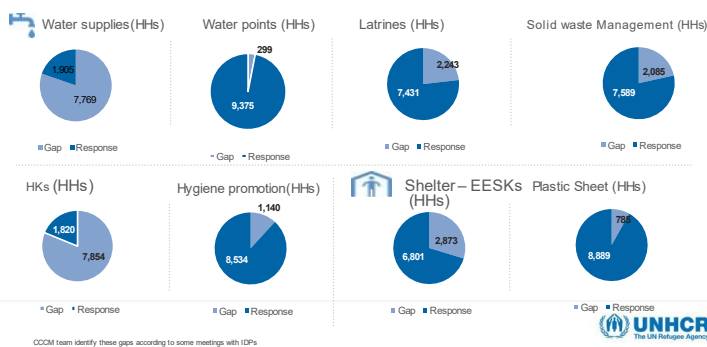 Water supplies(HHs)
1,905
7,769
Gap Response
Water points (HHs)
299
9,375
Gap Response
Latrines (HHs)
2,243
7,431
Gap Response
Solid waste Management (HHs)
2,085
7,589
Gap Response
HKs (HHs)
1,820
7,854
Gap Response
Hygiene promotion(HHs)
1,140
8,534
Gap Response
Shelter – EESKs
(HHs)
2,873
6,801
Gap Response
Plastic Sheet (HHs)
785
8,889
Gap Response
UNHCR
The UN Refugee Agency
CCCM team identify these gaps according to some meetings with IDPs